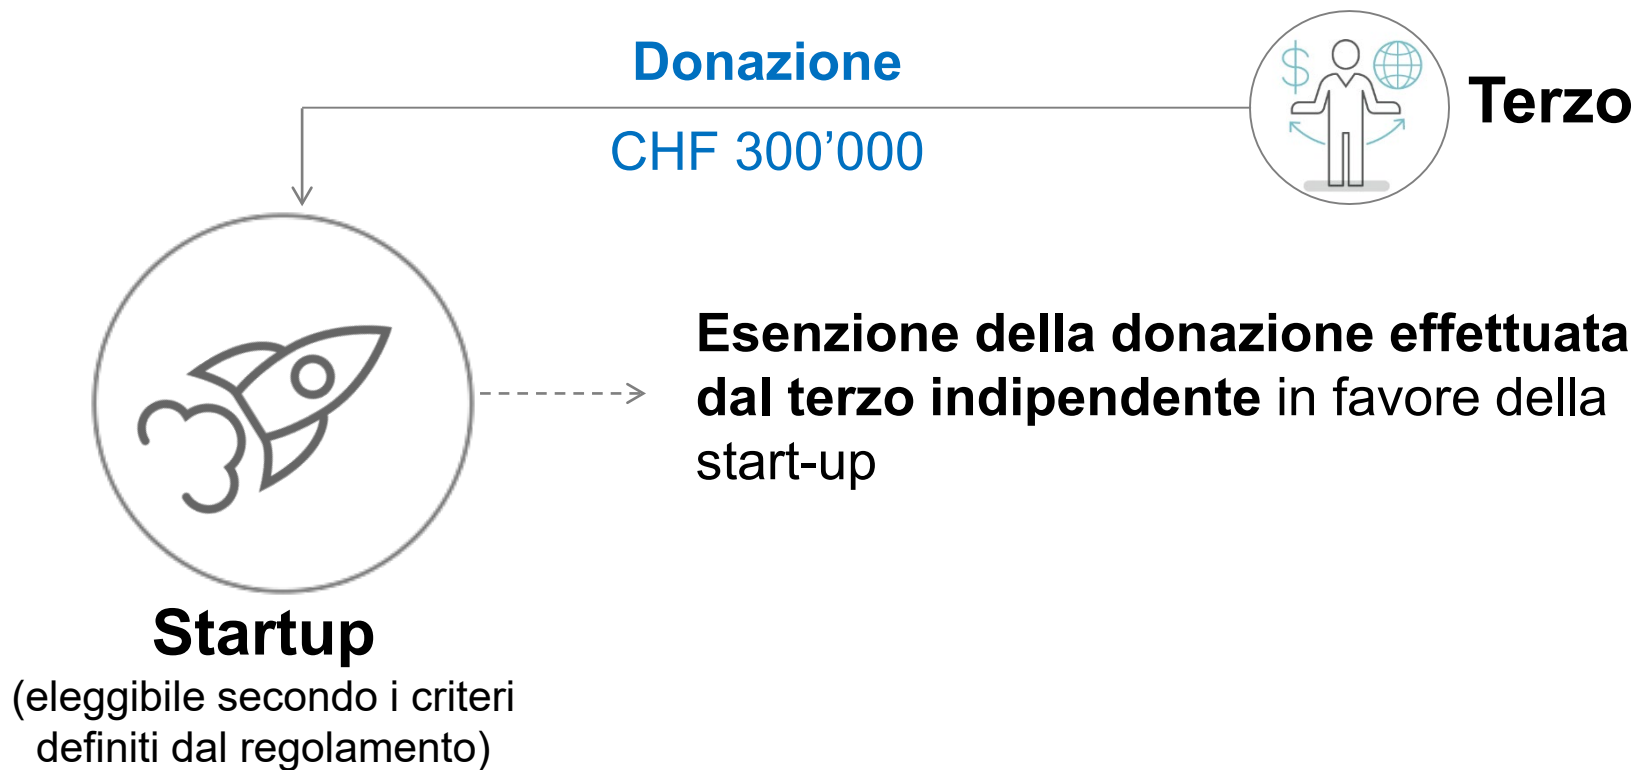 Donazione
CHF 300’000
Terzo
Esenzione della donazione effettuata
dal terzo indipendente in favore della
start-up
Startup
(eleggibile secondo i criteri
definiti dal regolamento)